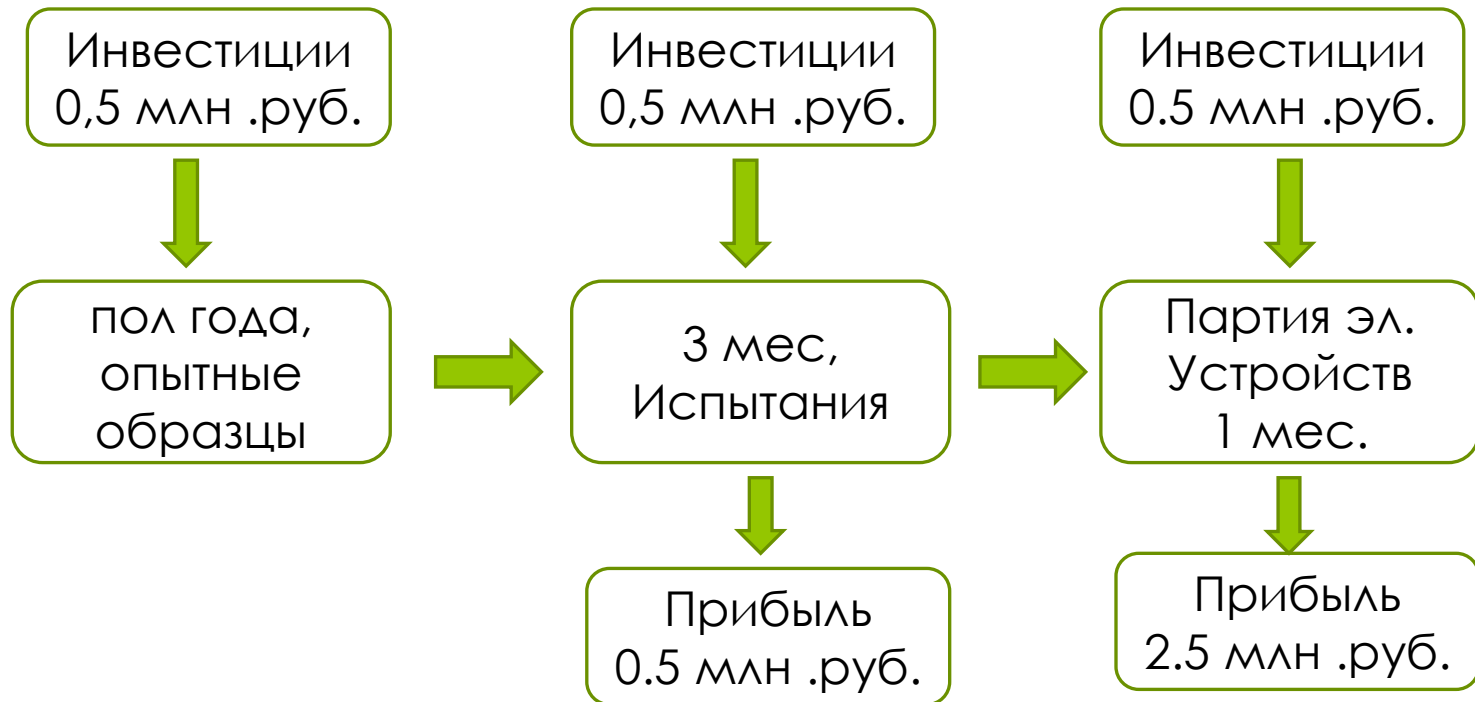 Инвестиции
0,5 млн .руб.
Инвестиции
0,5 млн .руб.
Инвестиции
0.5 млн .руб.
пол года,
опытные
образцы
3 мес,
Испытания
Партия эл.
Устройств
1 мес.
Прибыль
0.5 млн .руб.
Прибыль
2.5 млн .руб.